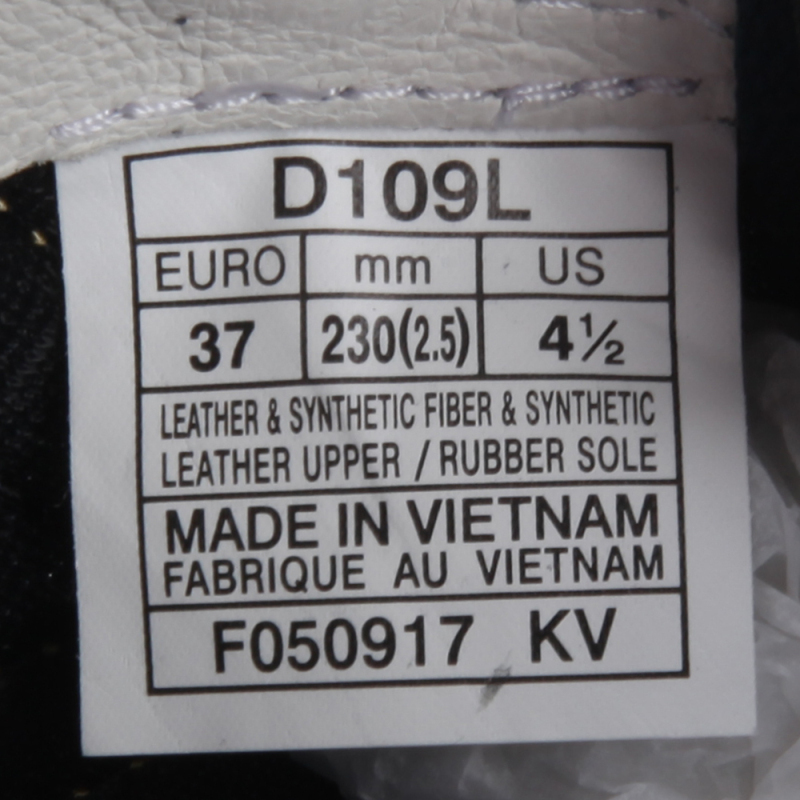 D109L
EURO mm US
37 230(2.5) 4½
LEATHER & SYNTHETIC FIBER & SYNTHETIC
LEATHER UPPER / RUBBER SOLE
MADE IN VIETNAM
FABRIQUE AU VIETNAM
F050917 KV